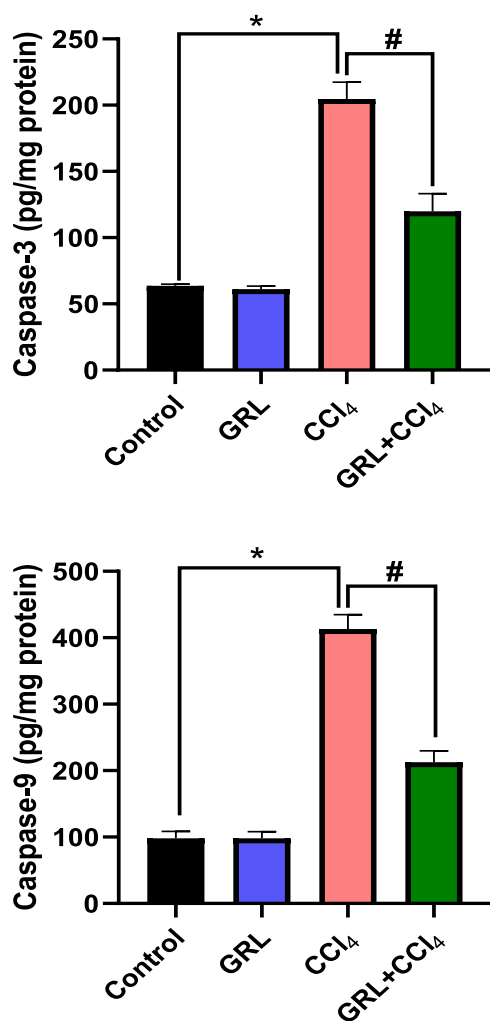 Caspase-3 (pg/mg protein)
250
200
150
100
50
0
*
#
Control
GRL
CCl₄
GRL+CCl₄
Caspase-9 (pg/mg protein)
500
400
300
200
100
0
*
#
Control
GRL
CCl₄
GRL+CCl₄